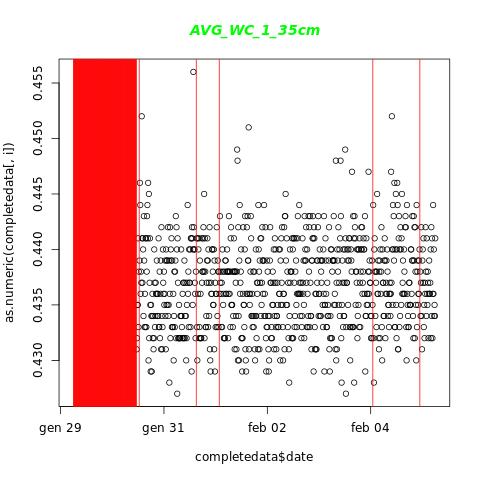 AVG_WC_1_35cm
as.numeric(completedata[, i])
0.455
0.450
0.445
0.440
0.435
0.430
gen 29
gen 31
feb 02
feb 04
completedata$date